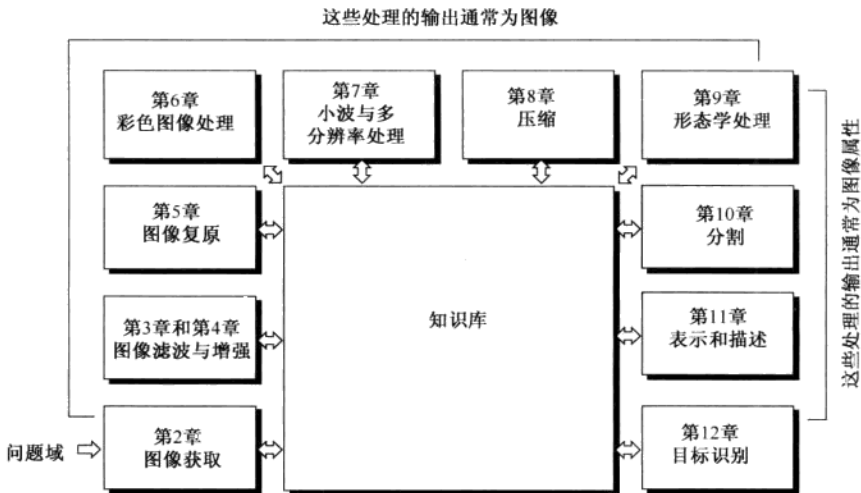 这些处理的输出通常为图像
第6章
彩色图像处理
第7章
小波与多
分辨率处理
第8章
压缩
第9章
形态学处理
第5章
图像复原
第10章
分割
知识库
第3章和第4章
图像滤波与增强
第11章
表示和描述
问题域
第2章
图像获取
第12章
目标识别
这些处理的输出通常为图像属性